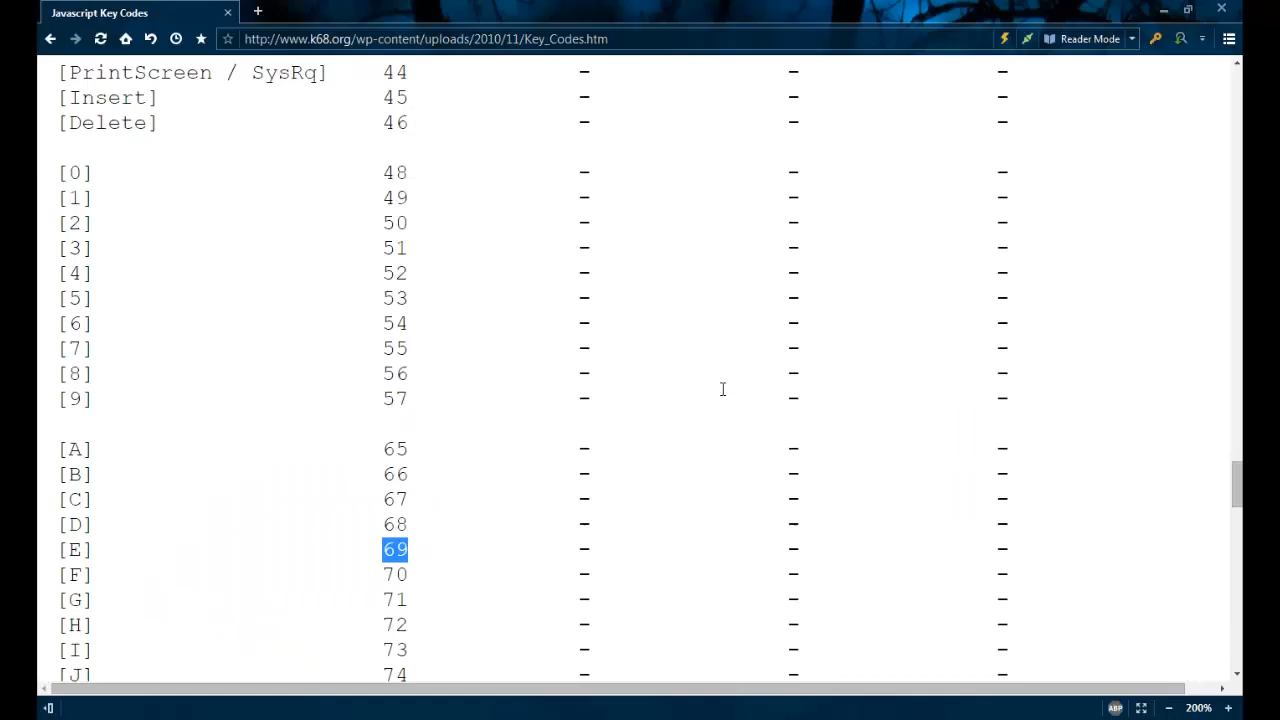 Javascript Key Codes
http://www.k68.org/wp-content/uploads/2010/11/Key_Codes.htm
Reader Mode
[PrintScreen / SysRq] 44 - - -
[Insert] 45 - - -
[Delete] 46 - - -
[0] 48 - - -
[1] 49 - - -
[2] 50 - - -
[3] 51 - - -
[4] 52 - - -
[5] 53 - - -
[6] 54 - - -
[7] 55 - - -
[8] 56 - - -
[9] 57 - - -
[A] 65 - - -
[B] 66 - - -
[C] 67 - - -
[D] 68 - - -
[E] 69 - - -
[F] 70 - - -
[G] 71 - - -
[H] 72 - - -
[I] 73 - - -
[J] 74 - - -
ABP 200%